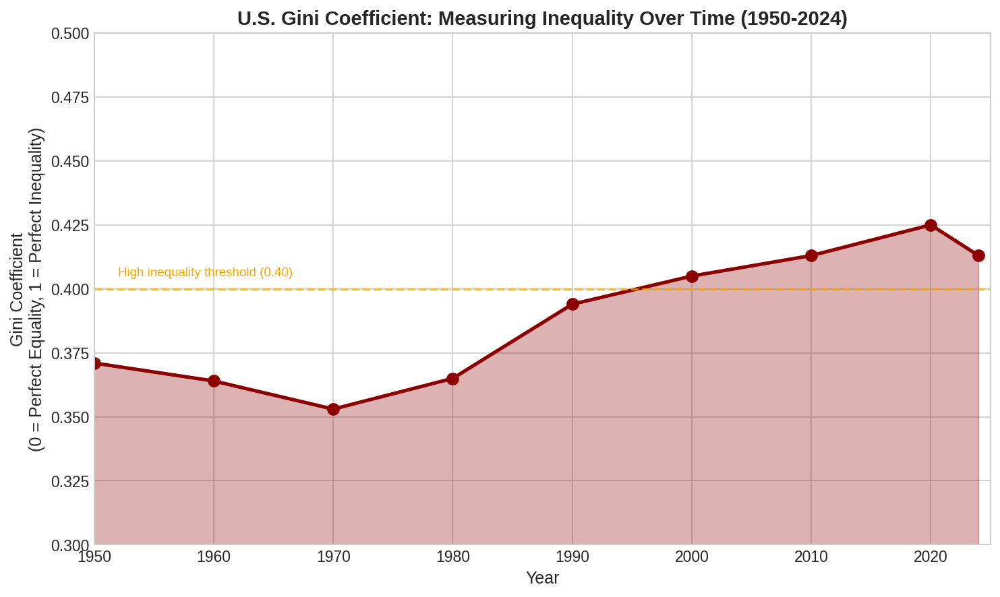 U.S. Gini Coefficient: Measuring Inequality Over Time (1950-2024)
Gini Coefficient
(0 = Perfect Equality, 1 = Perfect Inequality)
0.500
0.475
0.450
0.425
0.400
0.375
0.350
0.325
0.300
High inequality threshold (0.40)
1950 1960 1970 1980 1990 2000 2010 2020
Year